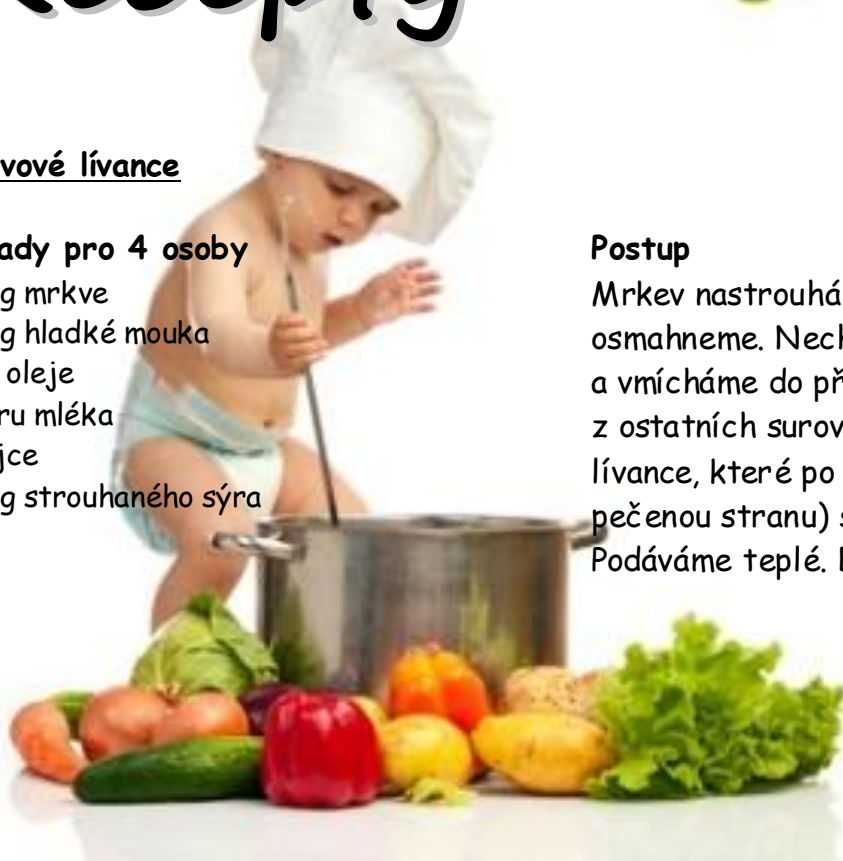 Recepty
vové lívance
ady pro 4 osoby
g mrkve
g hladké mouka
oleje
ru mléka
jce
g strouhaného sýra
Postup
Mrkev nastrouhá
osmahneme. Nech
a vmícháme do př
z ostatních surov
lívance, které po
pečenou stranu) s
Podáváme teplé.